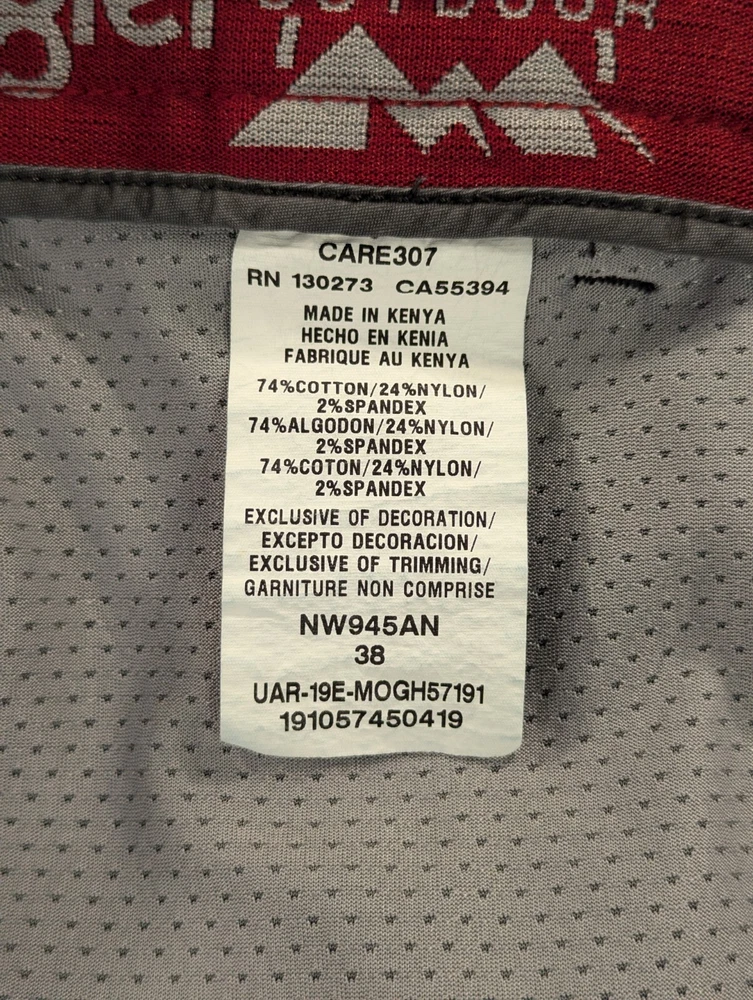 OUTDOOR
CARE307
RN 130273 CA55394
MADE IN KENYA
HECHO EN KENIA
FABRIQUE AU KENYA
74%COTTON/24%NYLON/
2%SPANDEX
74%ALGODON/24%NYLON/
2%SPANDEX
74%COTON/24%NYLON/
2%SPANDEX
EXCLUSIVE OF DECORATION/
EXCEPTO DECORACION/
EXCLUSIVE OF TRIMMING/
GARNITURE NON COMPRISE
NW945AN
38
UAR-19E-MOGH57191
191057450419